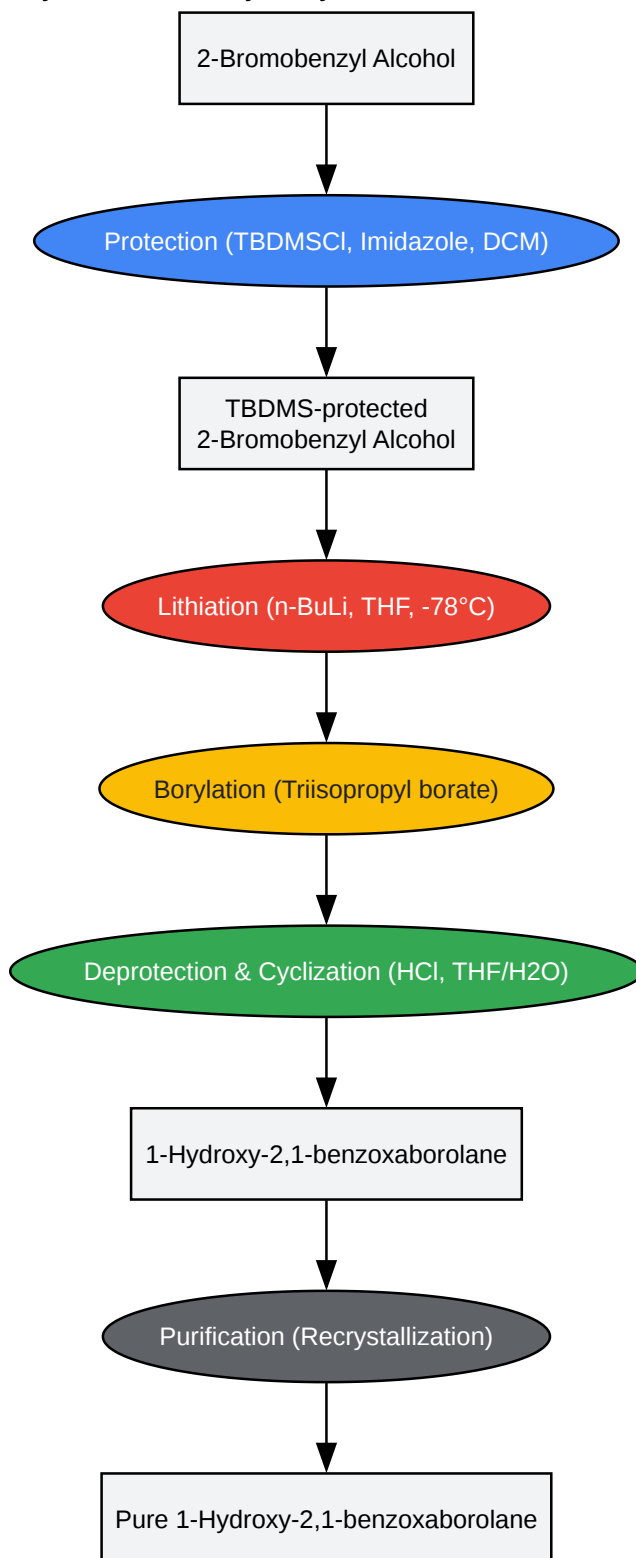 2-Bromobenzyl Alcohol
Protection (TBDMSCl, Imidazole, DCM)
TBDMS-protected
2-Bromobenzyl Alcohol
Lithiation (n-BuLi, THF, -78°C)
Borylation (Triisopropyl borate)
Deprotection & Cyclization (HCl, THF/H2O)
1-Hydroxy-2,1-benzoxaborolane
Purification (Recrystallization)
Pure 1-Hydroxy-2,1-benzoxaborolane